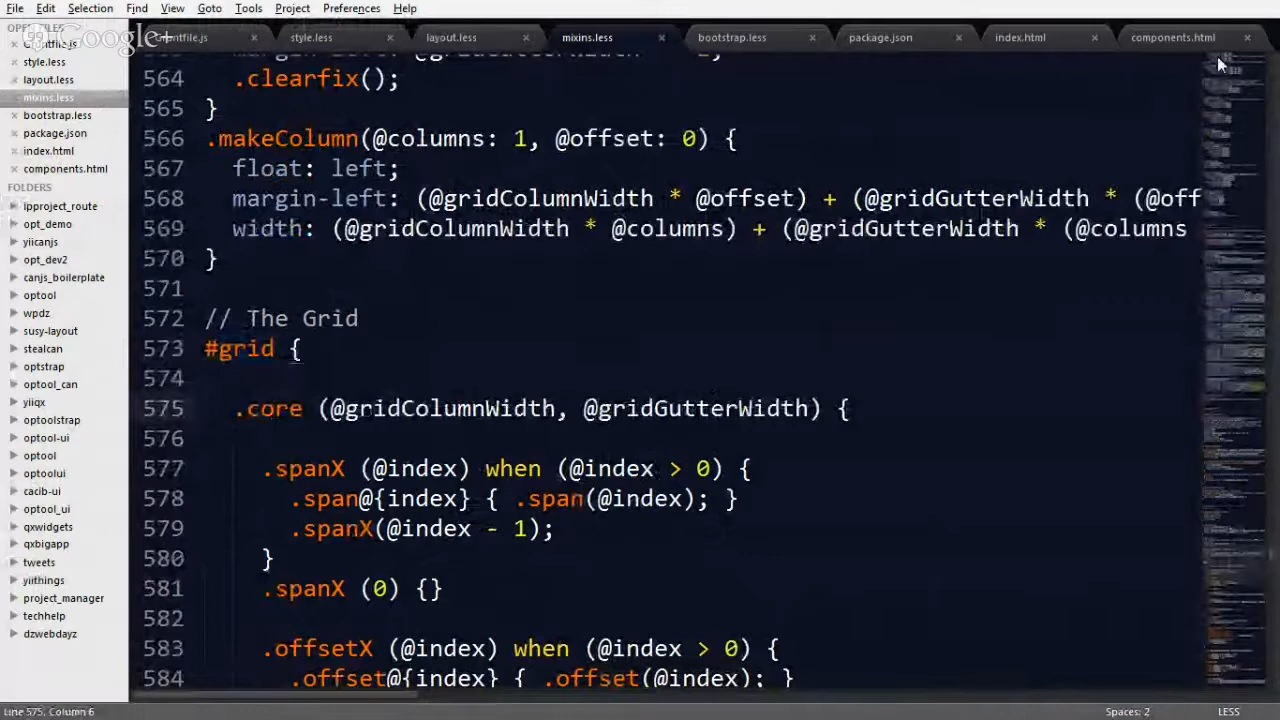 File Edit Selection Find View Goto Tools Project Preferences Help
Google+
Gruntfile.js × style.less × layout.less × mixins.less × bootstrap.less × package.json × index.html × components.html ×
OPEN FILES
Gruntfile.js
× style.less
× layout.less
× mixins.less
× bootstrap.less
× package.json
× index.html
× components.html
FOLDERS
ipproject_route
opt_demo
yiicanjs
opt_dev2
canjs_boilerplate
optool
wpdz
susy-layout
stealcan
optstrap
optool_can
yiiqx
optoolstrap
optool-ui
optool
optoolui
cacib-ui
optool_ui
qxwidgets
qxbigapp
tweets
yiithings
project_manager
techhelp
dzwebdayz
564 .clearfix();
565 }
566 .makeColumn(@columns: 1, @offset: 0) {
567 float: left;
568 margin-left: (@gridColumnWidth * @offset) + (@gridGutterWidth * (@off
569 width: (@gridColumnWidth * @columns) + (@gridGutterWidth * (@columns
570 }
571
572 // The Grid
573 #grid {
574
575 .core (@gridColumnWidth, @gridGutterWidth) {
576
577 .spanX (@index) when (@index > 0) {
578 .span@{index} { .span(@index); }
579 .spanX(@index - 1);
580 }
581 .spanX (0) {}
582
583 .offsetX (@index) when (@index > 0) {
584 .offset@{index} { .offset(@index); }
Line 575, Column 6 Spaces: 2 LESS